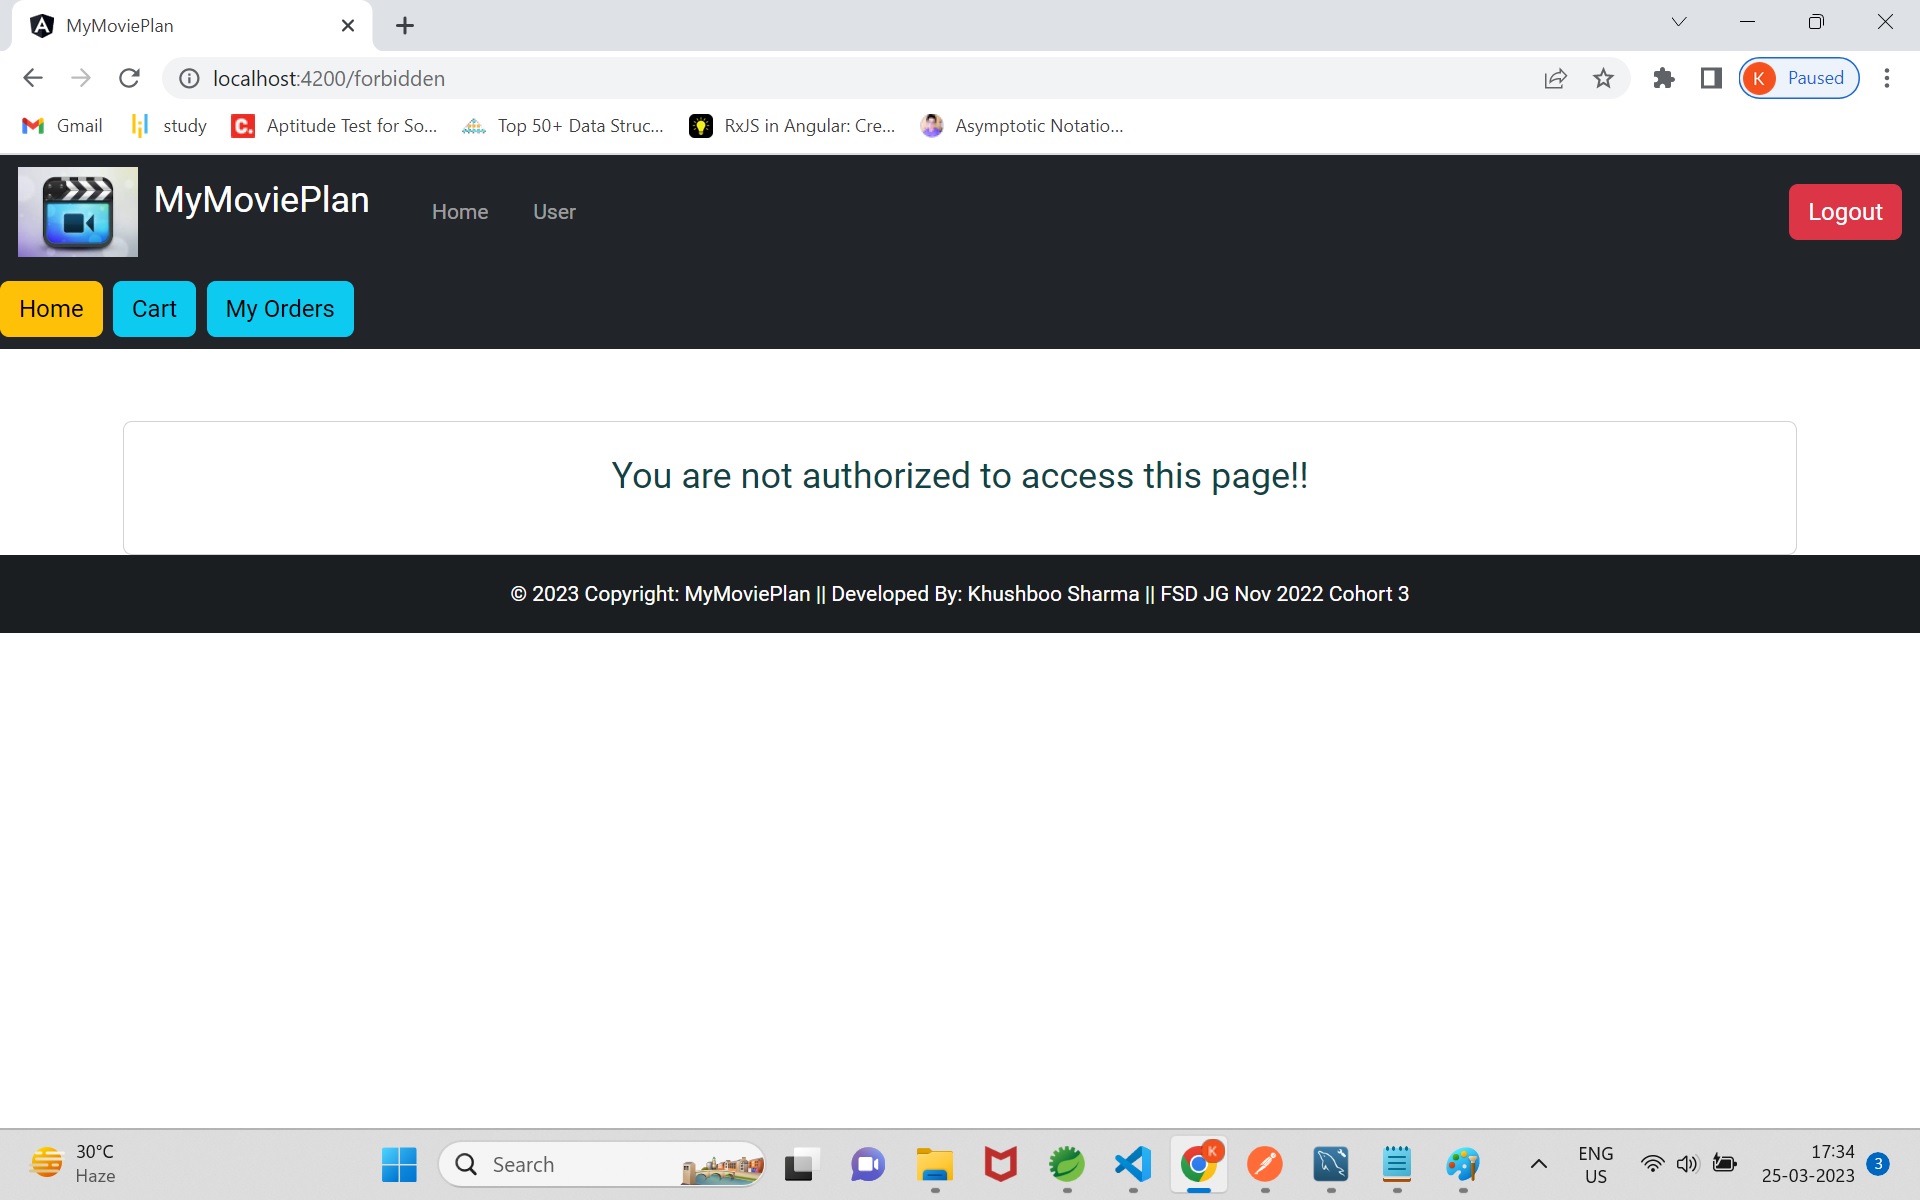 MyMoviePlan
localhost:4200/forbidden
K Paused
Gmail study C. Aptitude Test for So... Top 50+ Data Struc... RxJS in Angular: Cre... Asymptotic Notatio...
MyMoviePlan Home User Logout
Home Cart My Orders
You are not authorized to access this page!!
© 2023 Copyright: MyMoviePlan || Developed By: Khushboo Sharma || FSD JG Nov 2022 Cohort 3
30°C
Haze
Search
K
ENG
US
17:34
25-03-2023
3